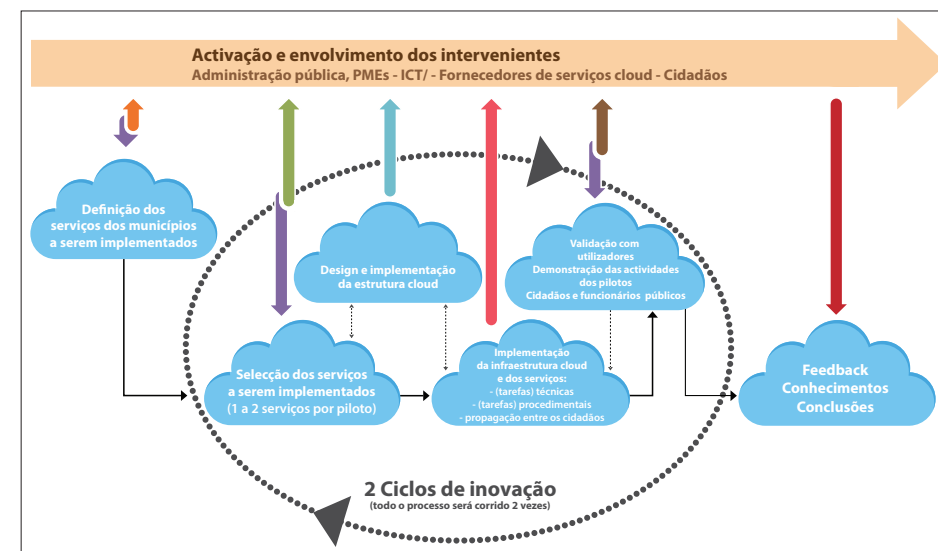 Activação e envolvimento dos intervenientes
Administração pública, PMEs - ICT/ - Fornecedores de serviços cloud - Cidadãos
Definição dos
serviços dos municípios
a serem implementados
Design e implementação
da estrutura cloud
Validação com
utilizadores
Demonstração das actividades
dos pilotos
Cidadãos e funcionários públicos
Selecção dos serviços
a serem implementados
(1 a 2 serviços por piloto)
Implementação
da infraestrutura cloud
e dos serviços:
- (tarefas) técnicas
- (tarefas) procedimentais
- propagação entre os cidadãos
Feedback
Conhecimentos
Conclusões
2 Ciclos de inovação
(todo o processo será corrido 2 vezes)